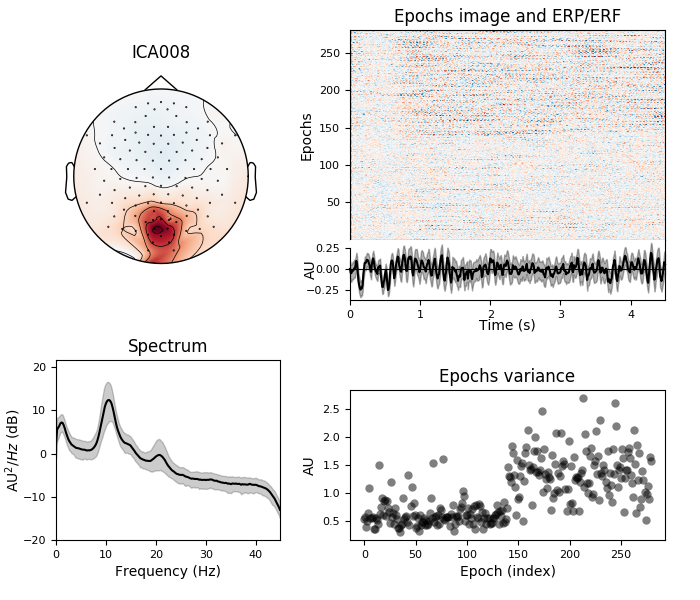 ICA008
Epochs image and ERP/ERF
Epochs
250
200
150
100
50
AU
0.25
0.00
−0.25
0 1 2 3 4
Time (s)
Spectrum
AU²/Hz (dB)
20
10
0
−10
−20
0 10 20 30 40
Frequency (Hz)
Epochs variance
AU
2.5
2.0
1.5
1.0
0.5
0 50 100 150 200 250
Epoch (index)